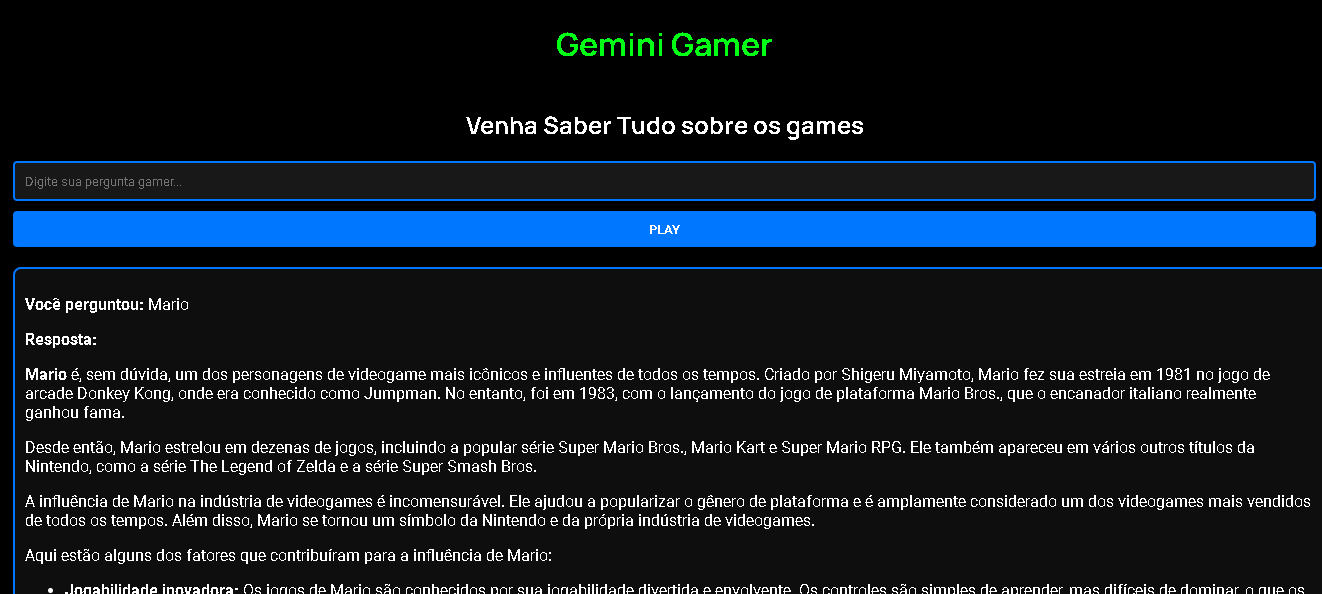 Gemini Gamer
Venha Saber Tudo sobre os games
Digite sua pergunta gamer...
PLAY
Você perguntou: Mario
Resposta:
Mario é, sem dúvida, um dos personagens de videogame mais icônicos e influentes de todos os tempos. Criado por Shigeru Miyamoto, Mario fez sua estreia em 1981 no jogo de
arcade Donkey Kong, onde era conhecido como Jumpman. No entanto, foi em 1983, com o lançamento do jogo de plataforma Mario Bros., que o encanador italiano realmente
ganhou fama.
Desde então, Mario estrelou em dezenas de jogos, incluindo a popular série Super Mario Bros., Mario Kart e Super Mario RPG. Ele também apareceu em vários outros títulos da
Nintendo, como a série The Legend of Zelda e a série Super Smash Bros.
A influência de Mario na indústria de videogames é incomensurável. Ele ajudou a popularizar o gênero de plataforma e é amplamente considerado um dos videogames mais vendidos
de todos os tempos. Além disso, Mario se tornou um símbolo da Nintendo e da própria indústria de videogames.
Aqui estão alguns dos fatores que contribuíram para a influência de Mario:
• Jogabilidade inovadora: Os jogos de Mario são conhecidos por sua jogabilidade divertida e envolvente. Os controles são simples de aprender, mas difíceis de dominar, o que os